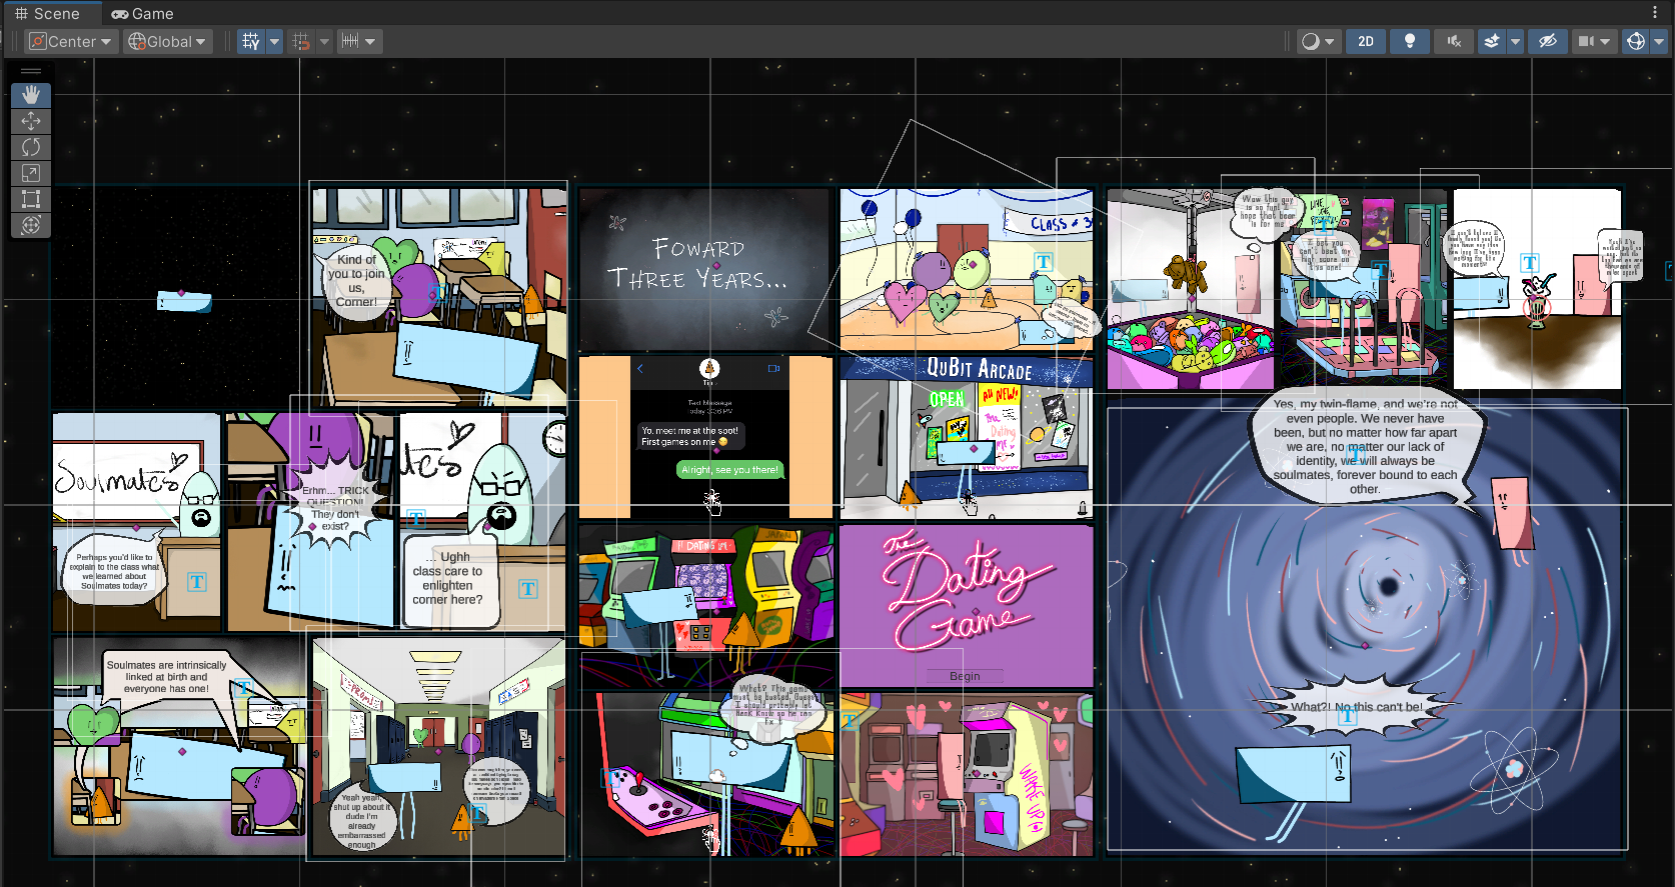 Scene
Game
Center
Global
2D
Kind of
you to join
us,
Corner!
Soulmates
Perhaps you'd like to
explain to the class what
we learned about
Soulmates today?
Erhm... TRICK
QUESTION!
They don't
exist?
Ughh
class care to
enlighten
corner here?
Soulmates are intrinsically
linked at birth and
everyone has one!
Yeah yeah,
shut up about it
dude I'm
already
embarrassed
enough
FOWARD
THREE YEARS...
CLASS
Text Message
Yo, meet me at the spot!
First games on me
Alright, see you there!
QUBIT ARCADE
OPEN
ALL NEW!
The
Dating
The
Dating
Game
Begin
WAKE UP
Wow this guy
is so fun! I
hope that bear
is for me
I bet you
can't beat my
high score on
this one!
Yes, my twin-flame, and we're not
even people. We never have
been, but no matter how far apart
we are, no matter our lack of
identity, we will always be
soulmates, forever bound to each
other.
What?! No this can't be!